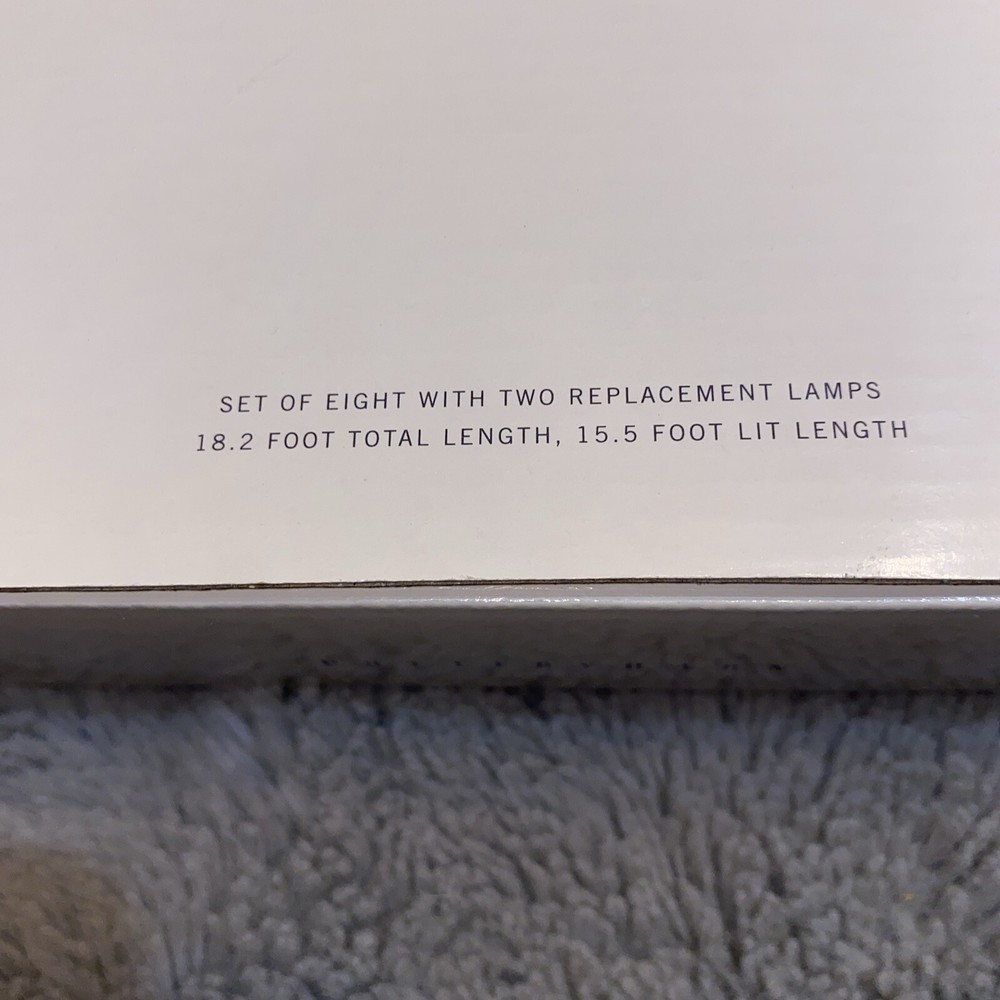 SET OF EIGHT WITH TWO REPLACEMENT LAMPS
18.2 FOOT TOTAL LENGTH, 15.5 FOOT LIT LENGTH